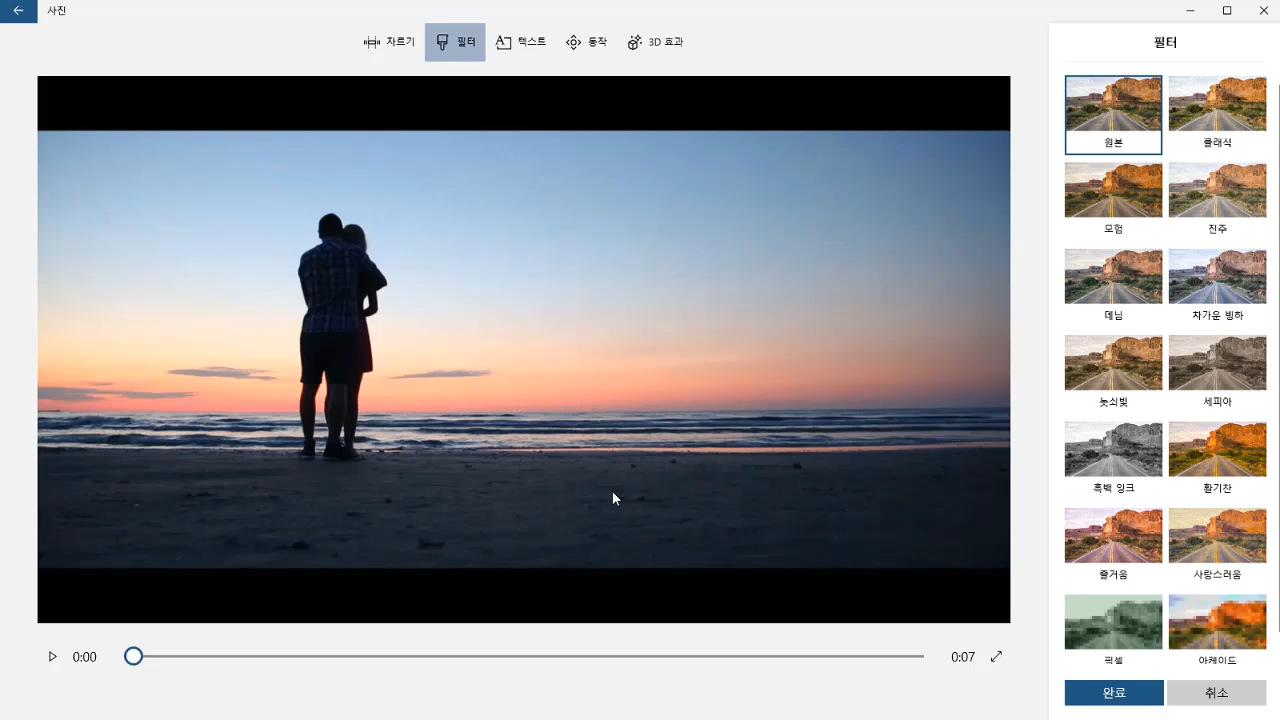 사진
자르기
필터
텍스트
동작
3D 효과
필터
원본
클래식
모험
진주
데님
차가운 빙하
놋쇠빛
세피아
흑백 잉크
활기찬
즐거움
사랑스러움
픽셀
아케이드
0:00
0:07
완료
취소